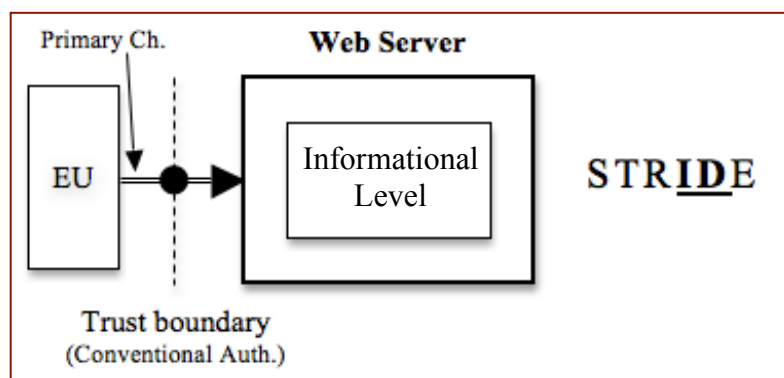 Primary Ch.
Web Server
EU
Informational
Level
STRIDE
Trust boundary
(Conventional Auth.)